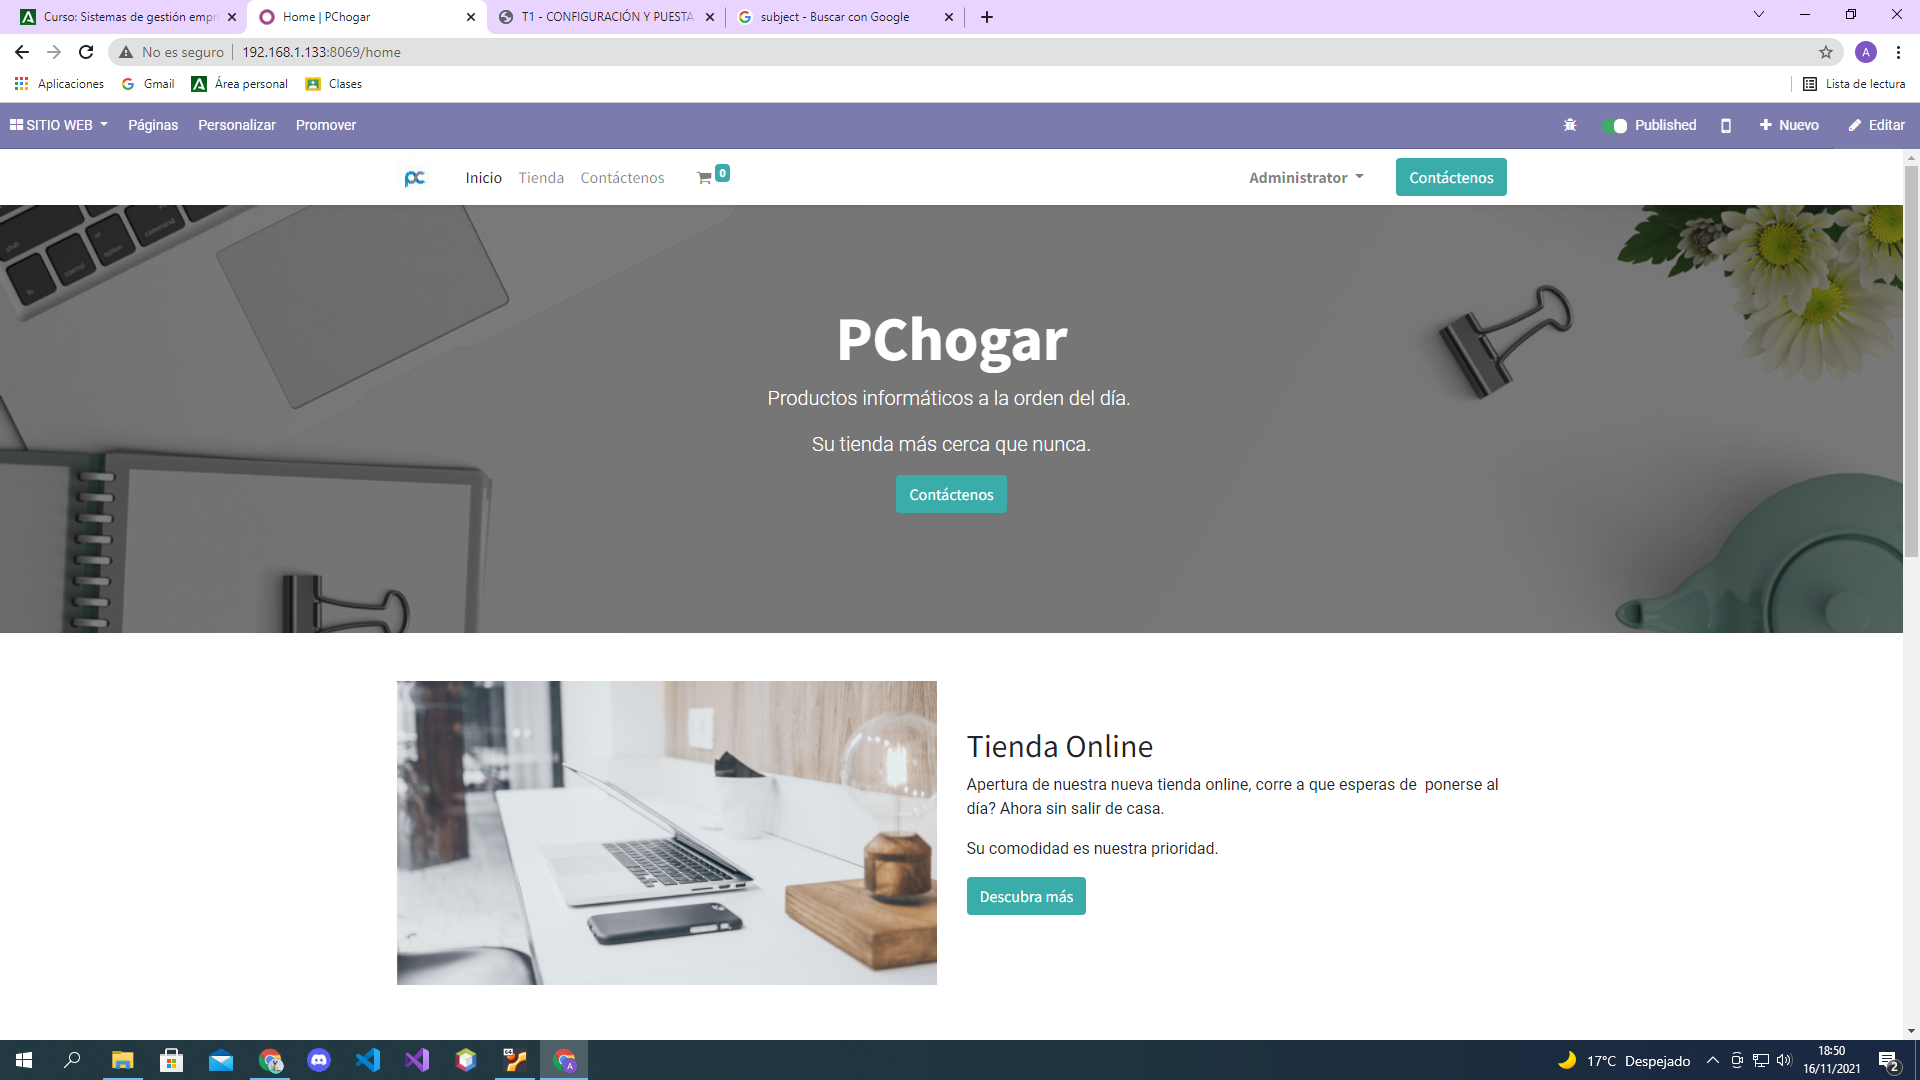 Curso: Sistemas de gestión empr
Home | PChogar
T1 - CONFIGURACIÓN Y PUESTA
subject - Buscar con Google
No es seguro
192.168.1.133:8069/home
A
Aplicaciones
Gmail
Área personal
Clases
Lista de lectura
SITIO WEB
Páginas
Personalizar
Promover
Published
Nuevo
Editar
pc
Inicio
Tienda
Contáctenos
0
Administrator
Contáctenos
PChogar
Productos informáticos a la orden del día.
Su tienda más cerca que nunca.
Contáctenos
Tienda Online
Apertura de nuestra nueva tienda online, corre a que esperas de  ponerse al
día? Ahora sin salir de casa.
Su comodidad es nuestra prioridad.
Descubra más
17°C Despejado
18:50
16/11/2021
2